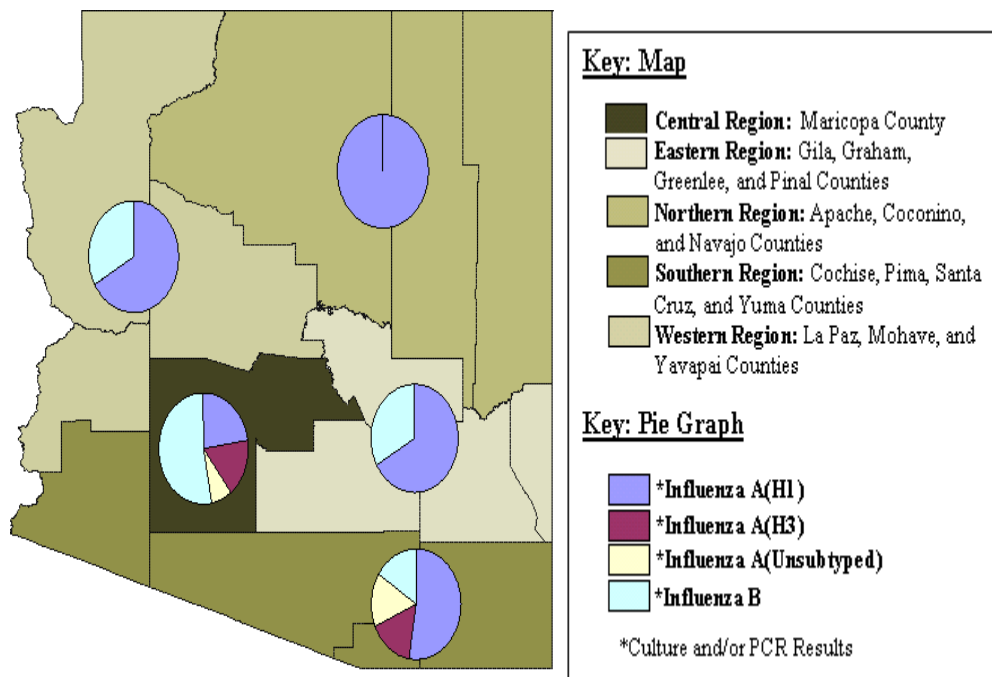 Key: Map
Central Region: Maricopa County
Eastern Region: Gila, Graham,
Greenlee, and Pinal Counties
Northern Region: Apache, Coconino,
and Navajo Counties
Southern Region: Cochise, Pima, Santa
Cruz, and Yuma Counties
Western Region: La Paz, Mohave, and
Yavapai Counties
Key: Pie Graph
*Influenza A(H1)
*Influenza A(H3)
*Influenza A(Unsubtyped)
*Influenza B
*Culture and/or PCR Results